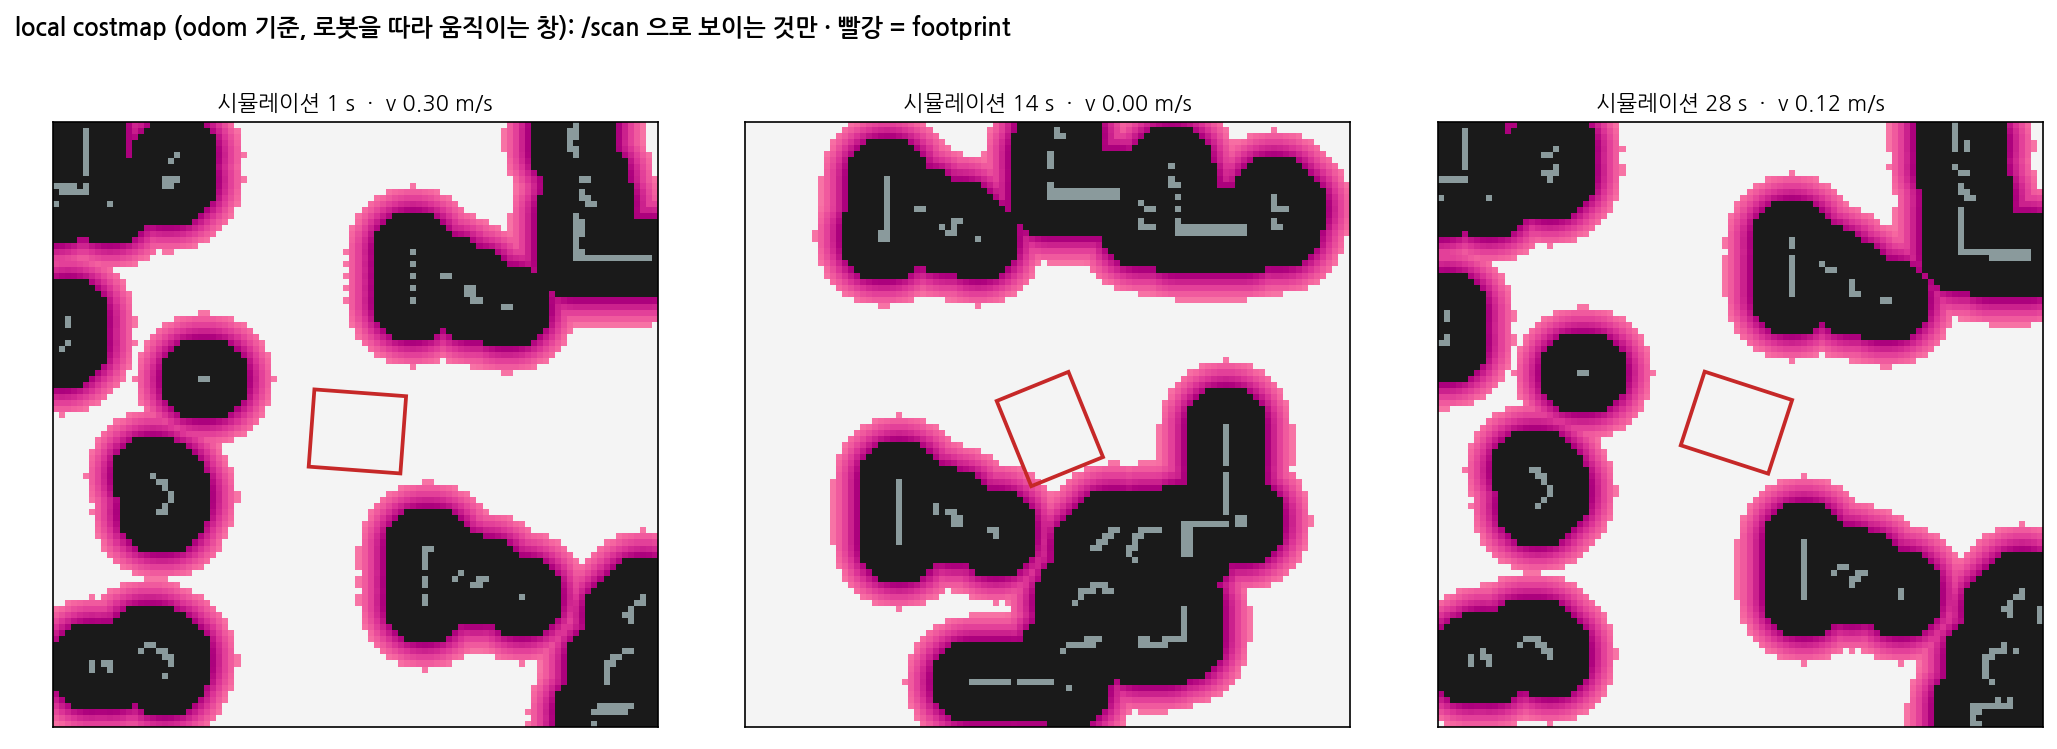 local costmap (odom 기준, 로봇을 따라 움직이는 창): /scan 으로 보이는 것만 · 빨강 = footprint
시뮬레이션 1 s · v 0.30 m/s
시뮬레이션 14 s · v 0.00 m/s
시뮬레이션 28 s · v 0.12 m/s